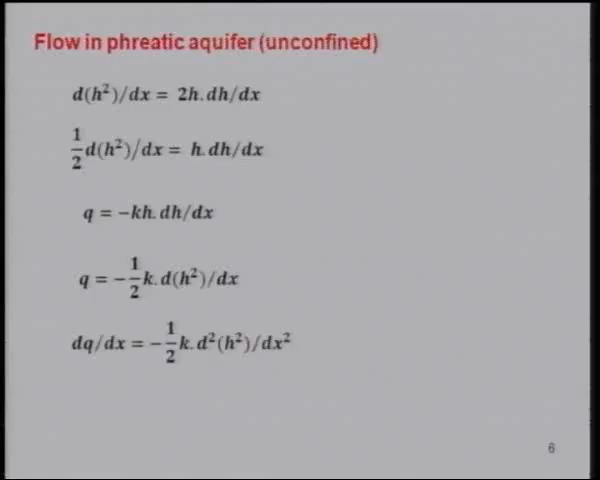 Flow in phreatic aquifer (unconfined)
d(h²)/dx = 2h.dh/dx
1/2 d(h²)/dx = h.dh/dx
q = −kh.dh/dx
q = −1/2 k.d(h²)/dx
dq/dx = −1/2 k.d²(h²)/dx²
6